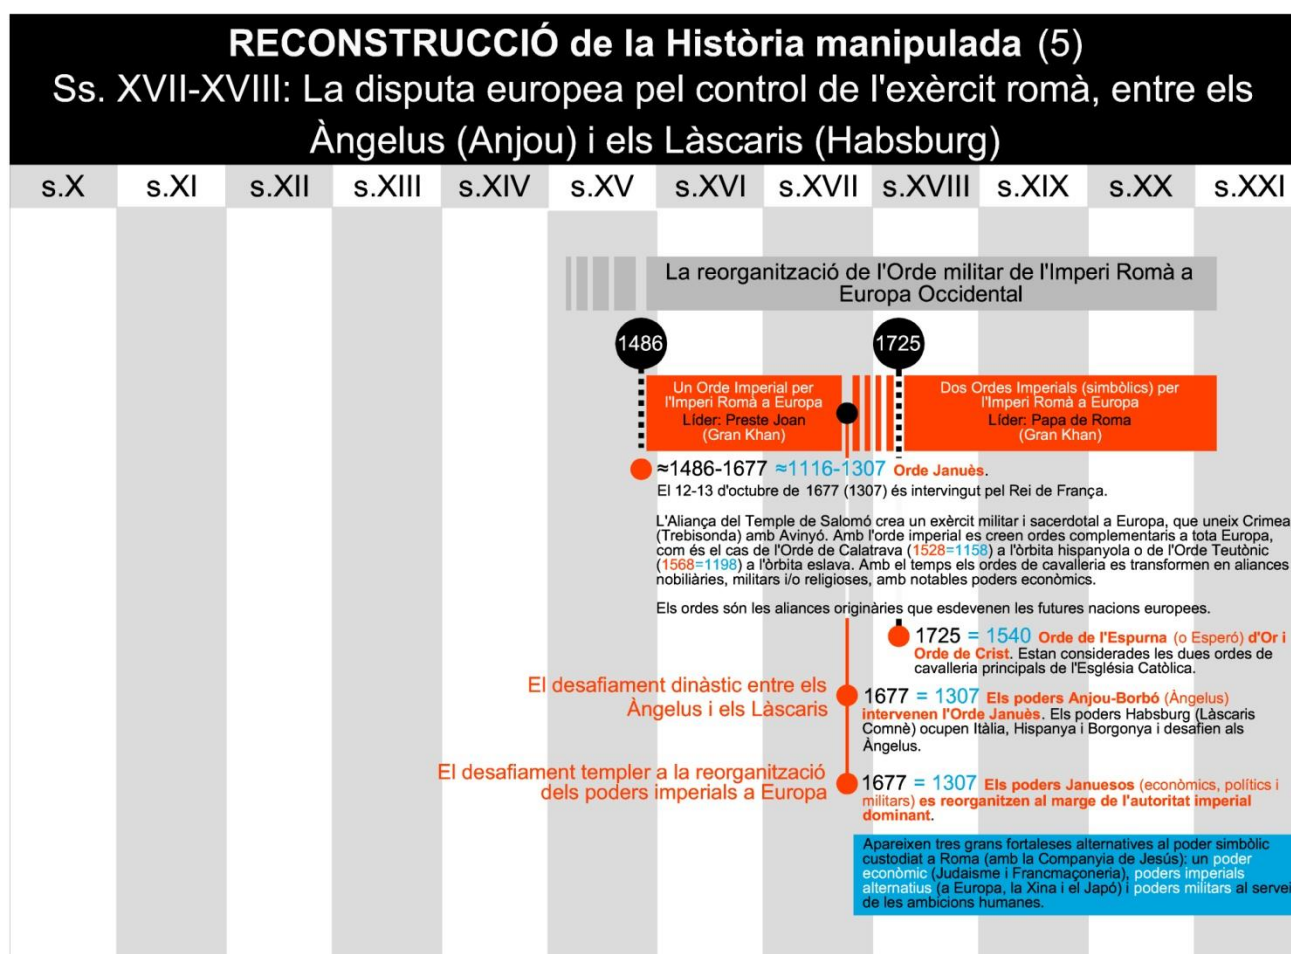 RECONSTRUCCIÓ de la Història manipulada (5)
Ss. XVII-XVIII: La disputa europea pel control de l'exèrcit romà, entre els
Àngelus (Anjou) i els Làscaris (Habsburg)
s.X s.XI s.XII s.XIII s.XIV s.XV s.XVI s.XVII s.XVIII s.XIX s.XX s.XXI
La reorganització de l'Orde militar de l'Imperi Romà a
Europa Occidental
1486
1725
Un Orde Imperial per
l'Imperi Romà a Europa
Líder: Preste Joan
(Gran Khan)
Dos Ordes Imperials (simbòlics) per
l'Imperi Romà a Europa
Líder: Papa de Roma
(Gran Khan)
≈1486-1677 ≈1116-1307 Orde Januès.
El 12-13 d'octubre de 1677 (1307) és intervingut pel Rei de França.
L'Aliança del Temple de Salomó crea un exèrcit militar i sacerdotal a Europa, que uneix Crimea
(Trebisonda) amb Avinyó. Amb l'orde imperial es creen ordes complementaris a tota Europa,
com és el cas de l'Orde de Calatrava (1528=1158) a l'òrbita hispanyola o de l'Orde Teutònic
(1568=1198) a l'òrbita eslava. Amb el temps els ordes de cavalleria es transformen en aliances
nobiliàries, militars i/o religioses, amb notables poders econòmics.
Els ordes són les aliances originàries que esdevenen les futures nacions europees.
1725 = 1540 Orde de l'Espurna (o Esperó) d'Or i
Orde de Crist. Estan considerades les dues ordes de
cavalleria principals de l'Església Catòlica.
El desafiament dinàstic entre els
Àngelus i els Làscaris
1677 = 1307 Els poders Anjou-Borbó (Àngelus)
intervenen l'Orde Januès. Els poders Habsburg (Làscaris
Comnè) ocupen Itàlia, Hispanya i Borgonya i desafien als
Àngelus.
El desafiament templer a la reorganització
dels poders imperials a Europa
1677 = 1307 Els poders Januesos (econòmics, polítics i
militars) es reorganitzen al marge de l'autoritat imperial
dominant.
Apareixen tres grans fortaleses alternatives al poder simbòlic
custodiat a Roma (amb la Companyia de Jesús): un poder
econòmic (Judaisme i Francmaçoneria), poders imperials
alternatius (a Europa, la Xina i el Japó) i poders militars al servei
de les ambicions humanes.